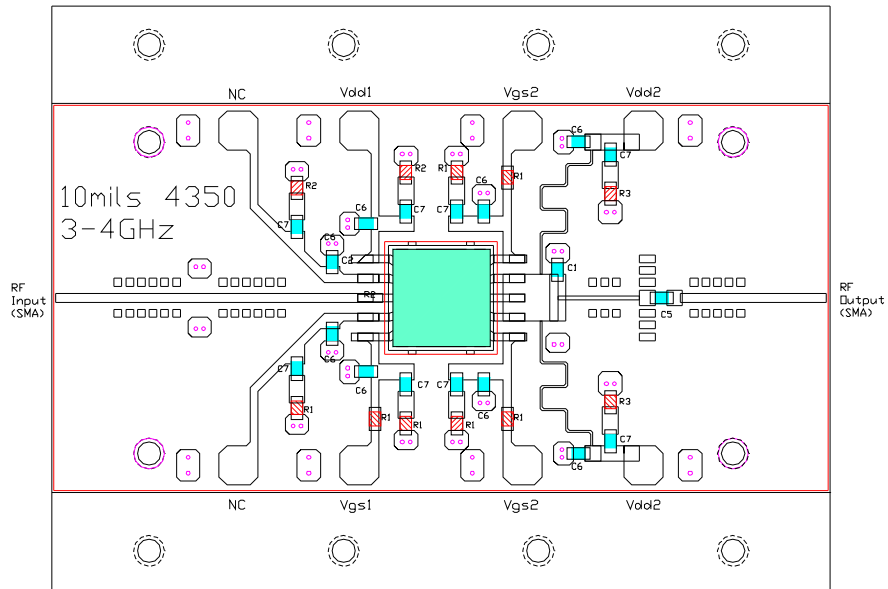 NC Vdd1 Vgs2 Vdd2
C6 C7
R2 R2 R1 R1 R3
10mils 4350
3-4GHz
C7 C6 C6 C7 C7 C6
C2 C1
RF
Input
(SMA)
R2
C5
RF
Output
(SMA)
C6 C7 C6 C7 C7 C6 R3
R1 R1 R1 R1 R1
C6 C7
NC Vgs1 Vgs2 Vdd2